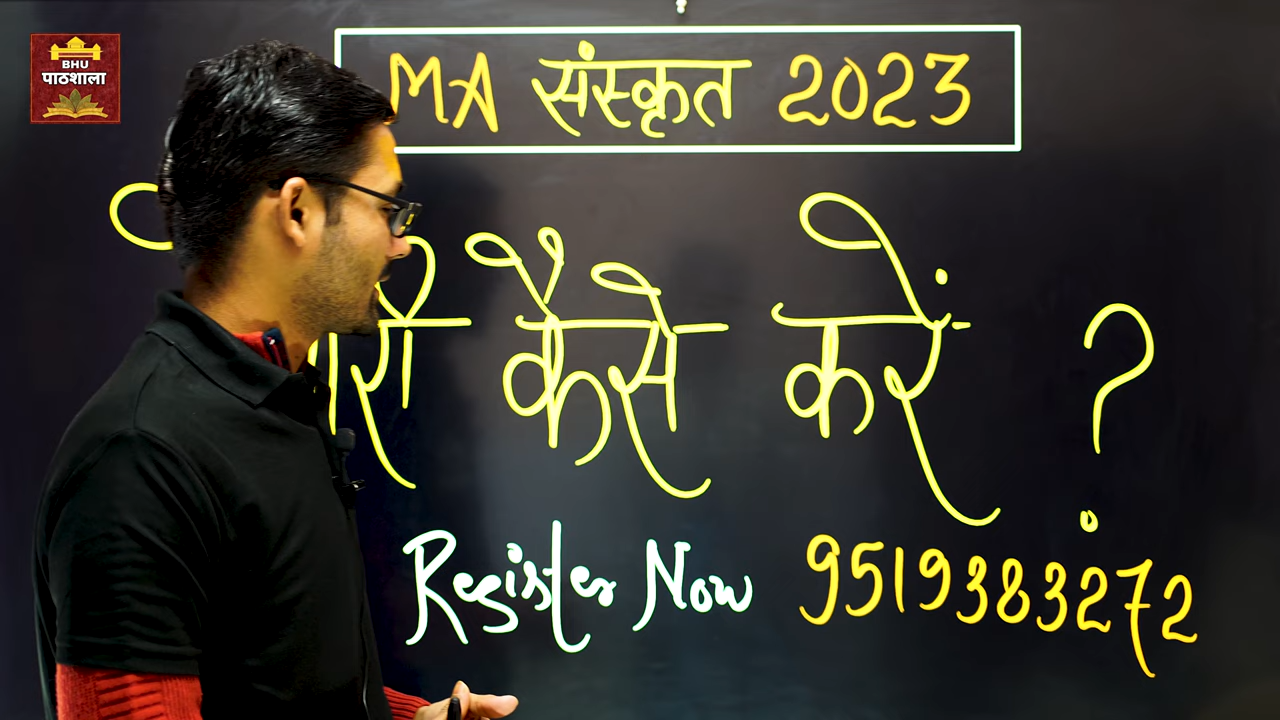 BHU
पाठशाला
MA संस्कृत 2023
कैसे करें ?
Register Now 9519383272